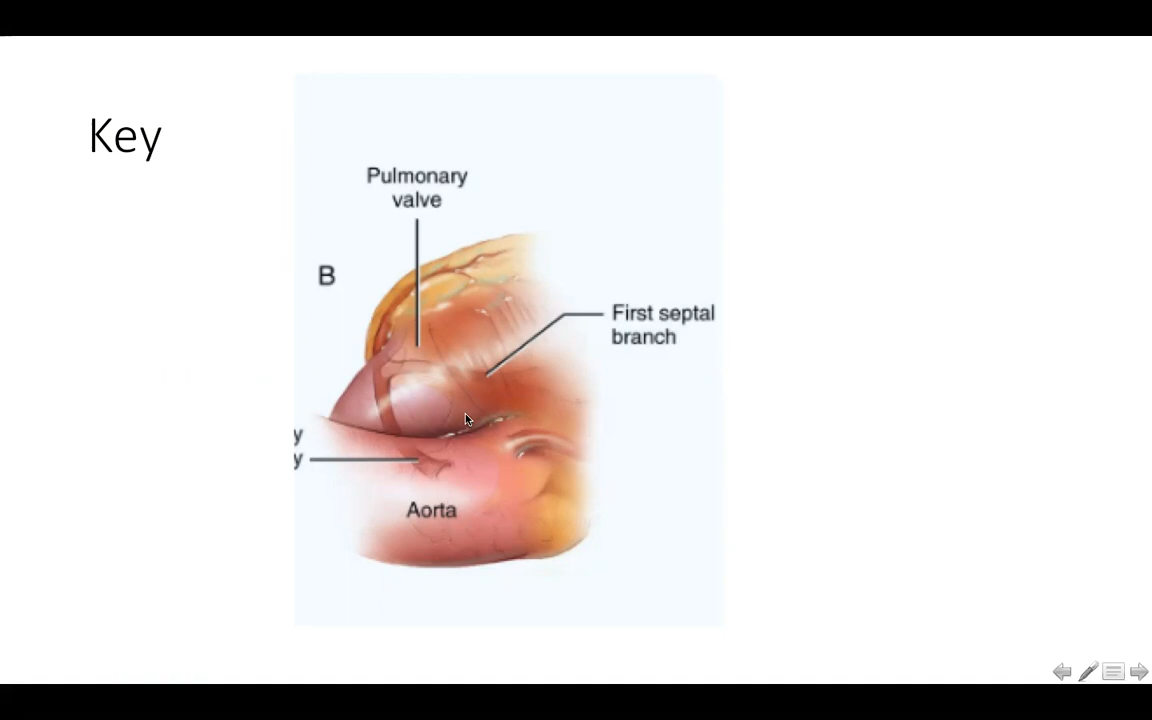 Key
Pulmonary
valve
B
First septal
branch
y
y
Aorta